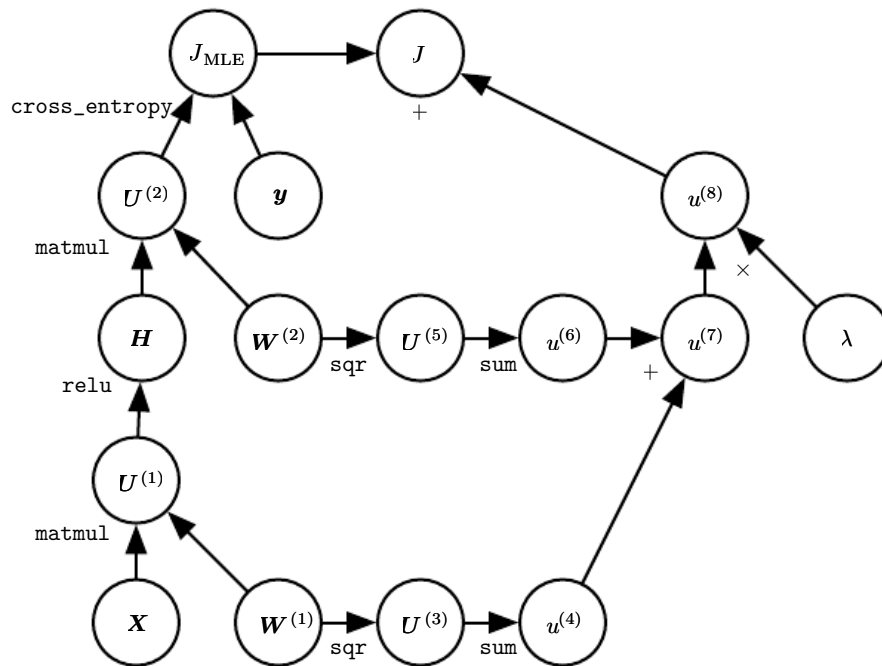 J_MLE J
cross_entropy +
U^(2) y u^(8)
matmul ×
H W^(2) U^(5) u^(6) u^(7) λ
relu sqr sum +
U^(1)
matmul
X W^(1) U^(3) u^(4)
sqr sum